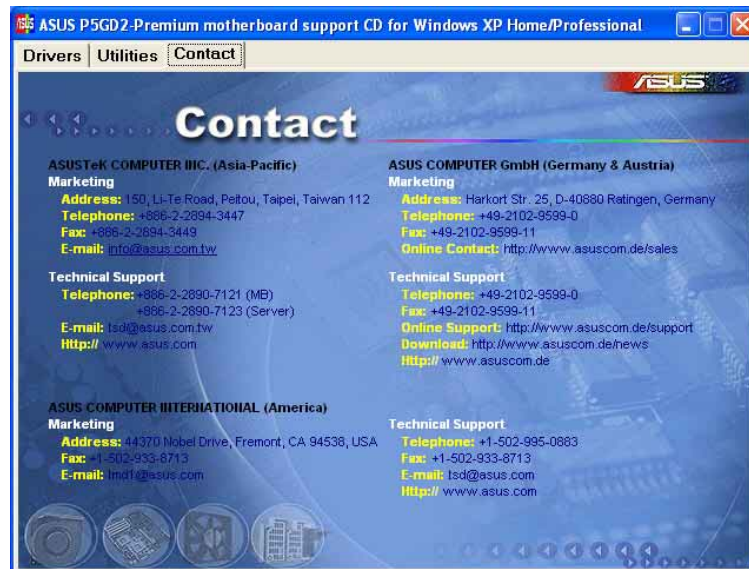 ASUS P5GD2-Premium motherboard support CD for Windows XP Home/Professional
Drivers Utilities Contact
ASUS
Contact
ASUSTeK COMPUTER INC. (Asia-Pacific)
Marketing
Address: 150, Li-Te Road, Peitou, Taipei, Taiwan 112
Telephone: +886-2-2894-3447
Fax: +886-2-2894-3449
E-mail: info@asus.com.tw
Technical Support
Telephone: +886-2-2890-7121 (MB)
+886-2-2890-7123 (Server)
E-mail: tsd@asus.com.tw
Http:// www.asus.com
ASUS COMPUTER GmbH (Germany & Austria)
Marketing
Address: Harkort Str. 25, D-40880 Ratingen, Germany
Telephone: +49-2102-9599-0
Fax: +49-2102-9599-11
Online Contact: http://www.asuscom.de/sales
Technical Support
Telephone: +49-2102-9599-0
Fax: +49-2102-9599-11
Online Support: http://www.asuscom.de/support
Download: http://www.asuscom.de/news
Http:// www.asuscom.de
ASUS COMPUTER INTERNATIONAL (America)
Marketing
Address: 44370 Nobel Drive, Fremont, CA 94538, USA
Fax: +1-502-933-8713
E-mail: tmd1@asus.com
Technical Support
Telephone: +1-502-995-0883
Fax: +1-502-933-8713
E-mail: tsd@asus.com
Http:// www.asus.com